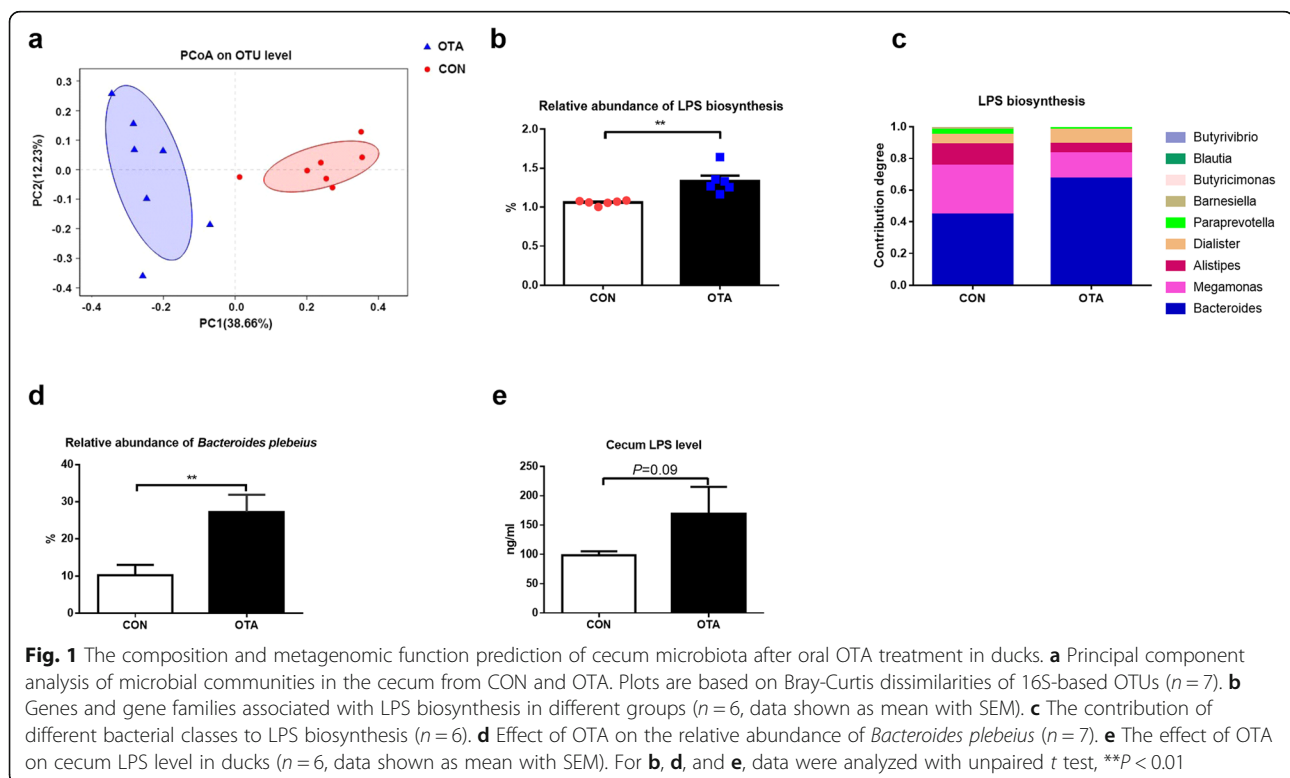 a
PCoA on OTU level
OTA
CON
PC2(12.23%)
0.3
0.2
0.1
0.0
-0.1
-0.2
-0.3
-0.4
-0.4
-0.2
0.0
0.2
0.4
PC1(38.66%)
b
Relative abundance of LPS biosynthesis
**
%
2.0
1.5
1.0
0.5
0.0
CON
OTA
c
LPS biosynthesis
Contribution degree
1.0
0.8
0.6
0.4
0.2
0.0
CON
OTA
Butyrivibrio
Blautia
Butyricimonas
Barnesiella
Paraprevotella
Dialister
Alistipes
Megamonas
Bacteroides
d
Relative abundance of Bacteroides plebeius
**
%
40
30
20
10
0
CON
OTA
e
Cecum LPS level
P=0.09
ng/ml
250
200
150
100
50
0
CON
OTA
Fig. 1 The composition and metagenomic function prediction of cecum microbiota after oral OTA treatment in ducks. a Principal component
analysis of microbial communities in the cecum from CON and OTA. Plots are based on Bray-Curtis dissimilarities of 16S-based OTUs (n = 7). b
Genes and gene families associated with LPS biosynthesis in different groups (n = 6, data shown as mean with SEM). c The contribution of
different bacterial classes to LPS biosynthesis (n = 6). d Effect of OTA on the relative abundance of Bacteroides plebeius (n = 7). e The effect of OTA
on cecum LPS level in ducks (n = 6, data shown as mean with SEM). For b, d, and e, data were analyzed with unpaired t test, **P < 0.01